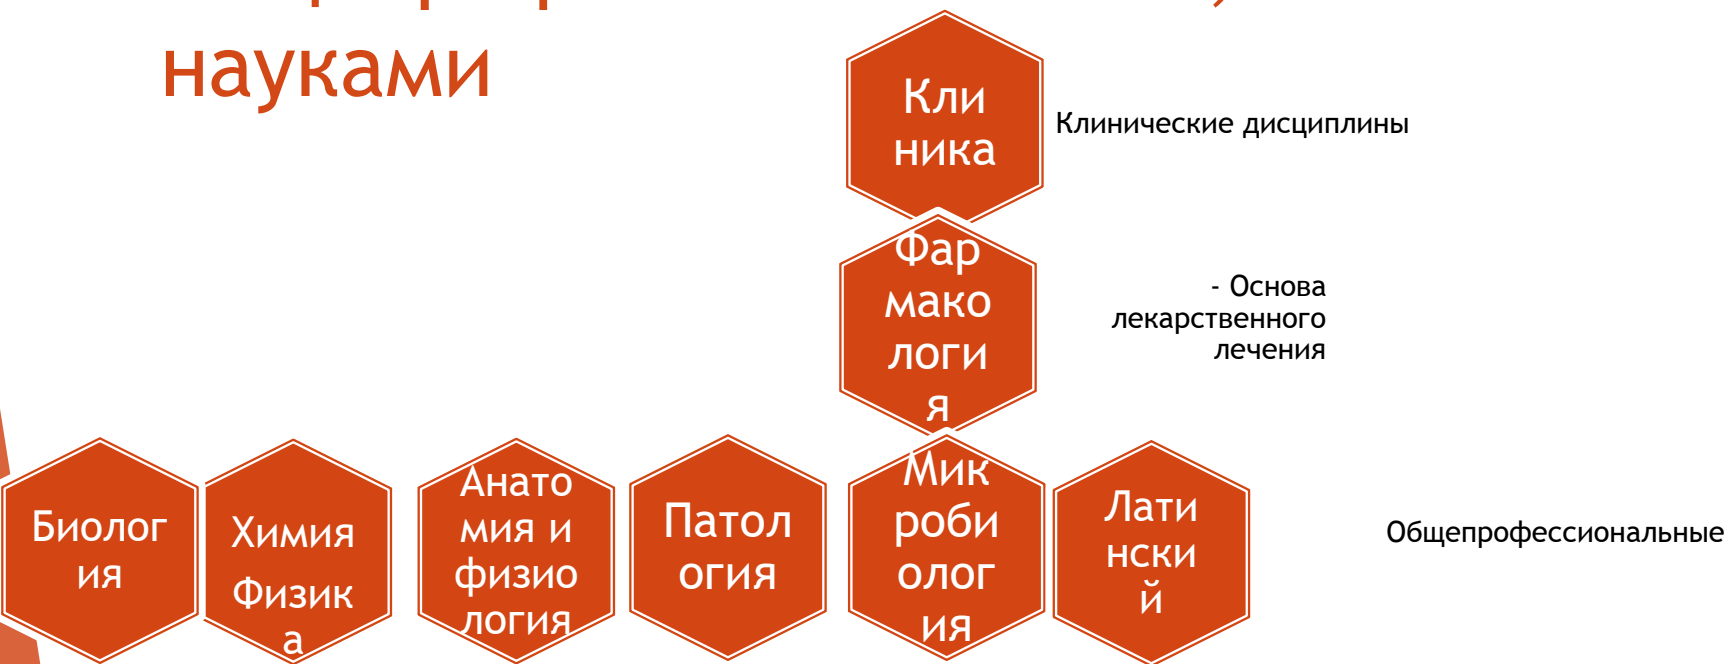 науками
Кли
ника
Клинические дисциплины
Фар
мако
логи
я
- Основа
лекарственного
лечения
Биолог
ия
Химия
Физик
а
Анато
мия и
физио
логия
Патол
огия
Мик
роби
олог
ия
Лати
нски
й
Общепрофессиональные